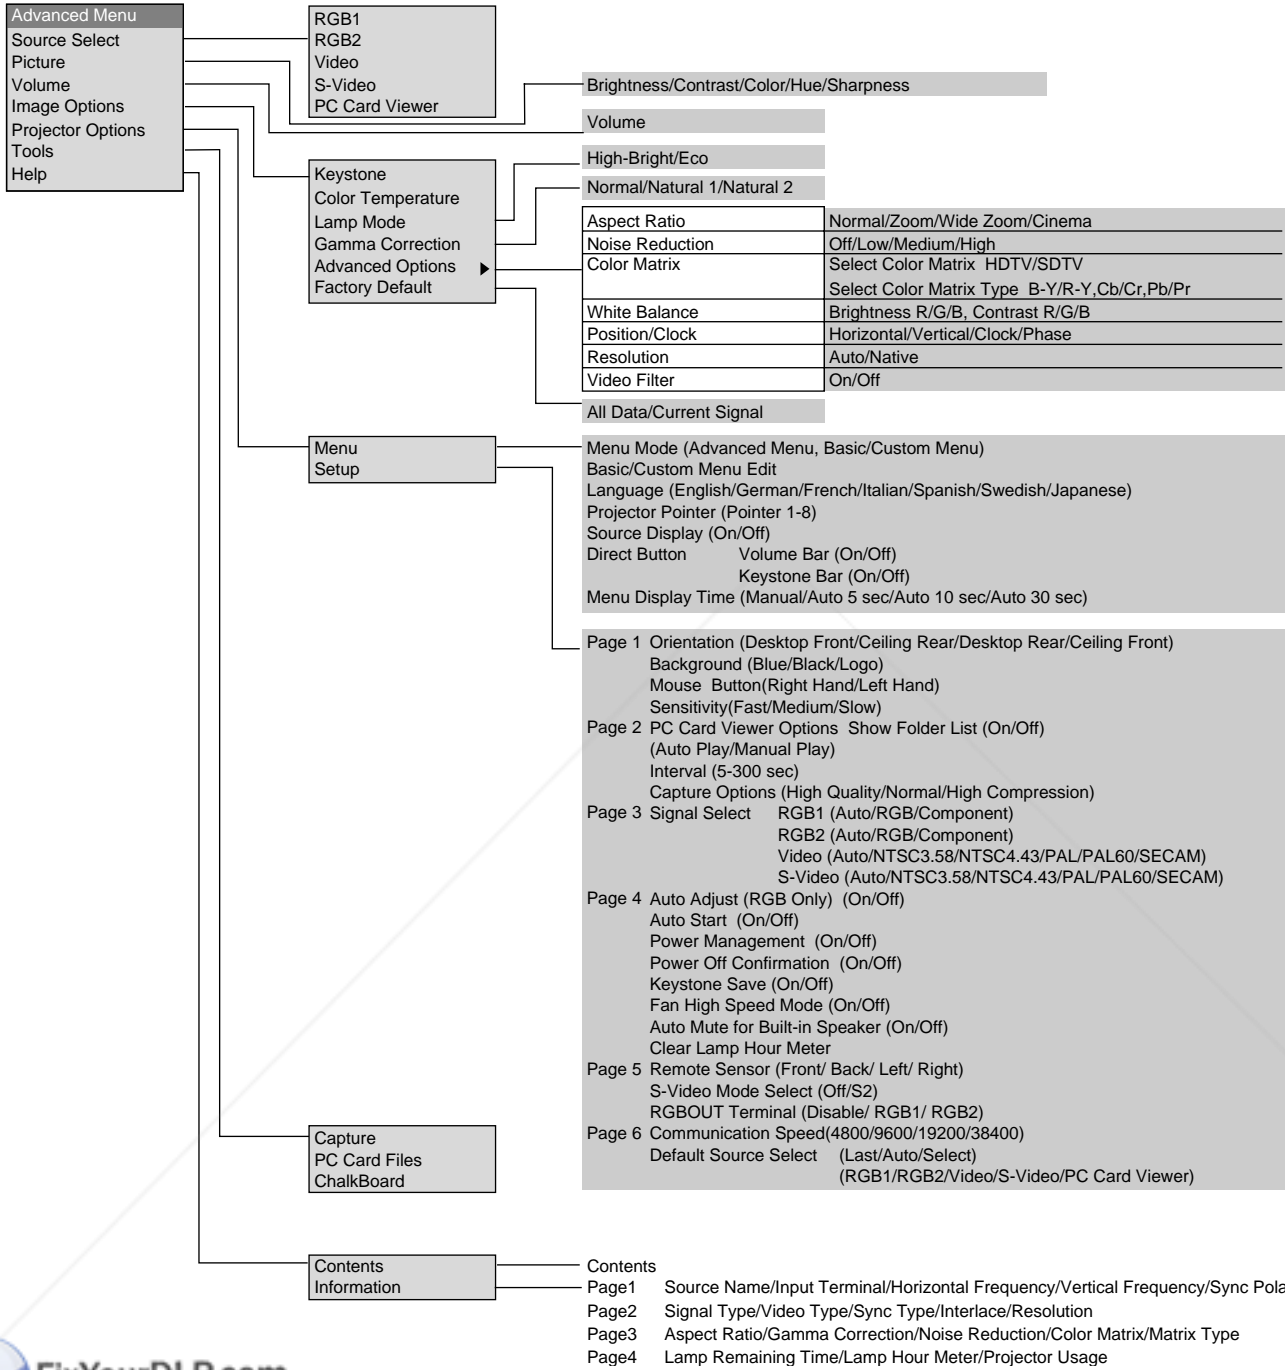 Advanced Menu
Source Select
Picture
Volume
Image Options
Projector Options
Tools
Help
RGB1
RGB2
Video
S-Video
PC Card Viewer
Brightness/Contrast/Color/Hue/Sharpness
Volume
High-Bright/Eco
Normal/Natural 1/Natural 2
Keystone
Color Temperature
Lamp Mode
Gamma Correction
Advanced Options
Factory Default
Aspect Ratio Normal/Zoom/Wide Zoom/Cinema
Noise Reduction Off/Low/Medium/High
Color Matrix Select Color Matrix HDTV/SDTV
Select Color Matrix Type B-Y/R-Y,Cb/Cr,Pb/Pr
White Balance Brightness R/G/B, Contrast R/G/B
Position/Clock Horizontal/Vertical/Clock/Phase
Resolution Auto/Native
Video Filter On/Off
All Data/Current Signal
Menu
Setup
Menu Mode (Advanced Menu, Basic/Custom Menu)
Basic/Custom Menu Edit
Language (English/German/French/Italian/Spanish/Swedish/Japanese)
Projector Pointer (Pointer 1-8)
Source Display (On/Off)
Direct Button Volume Bar (On/Off)
Keystone Bar (On/Off)
Menu Display Time (Manual/Auto 5 sec/Auto 10 sec/Auto 30 sec)
Page 1 Orientation (Desktop Front/Ceiling Rear/Desktop Rear/Ceiling Front)
Background (Blue/Black/Logo)
Mouse Button(Right Hand/Left Hand)
Sensitivity(Fast/Medium/Slow)
Page 2 PC Card Viewer Options Show Folder List (On/Off)
(Auto Play/Manual Play)
Interval (5-300 sec)
Capture Options (High Quality/Normal/High Compression)
Page 3 Signal Select RGB1 (Auto/RGB/Component)
RGB2 (Auto/RGB/Component)
Video (Auto/NTSC3.58/NTSC4.43/PAL/PAL60/SECAM)
S-Video (Auto/NTSC3.58/NTSC4.43/PAL/PAL60/SECAM)
Page 4 Auto Adjust (RGB Only) (On/Off)
Auto Start (On/Off)
Power Management (On/Off)
Power Off Confirmation (On/Off)
Keystone Save (On/Off)
Fan High Speed Mode (On/Off)
Auto Mute for Built-in Speaker (On/Off)
Clear Lamp Hour Meter
Page 5 Remote Sensor (Front/ Back/ Left/ Right)
S-Video Mode Select (Off/S2)
RGBOUT Terminal (Disable/ RGB1/ RGB2)
Page 6 Communication Speed(4800/9600/19200/38400)
Default Source Select (Last/Auto/Select)
(RGB1/RGB2/Video/S-Video/PC Card Viewer)
Capture
PC Card Files
ChalkBoard
Contents
Information
Contents
Page1 Source Name/Input Terminal/Horizontal Frequency/Vertical Frequency/Sync Pola
Page2 Signal Type/Video Type/Sync Type/Interlace/Resolution
Page3 Aspect Ratio/Gamma Correction/Noise Reduction/Color Matrix/Matrix Type
Page4 Lamp Remaining Time/Lamp Hour Meter/Projector Usage
FixYourDLP.com